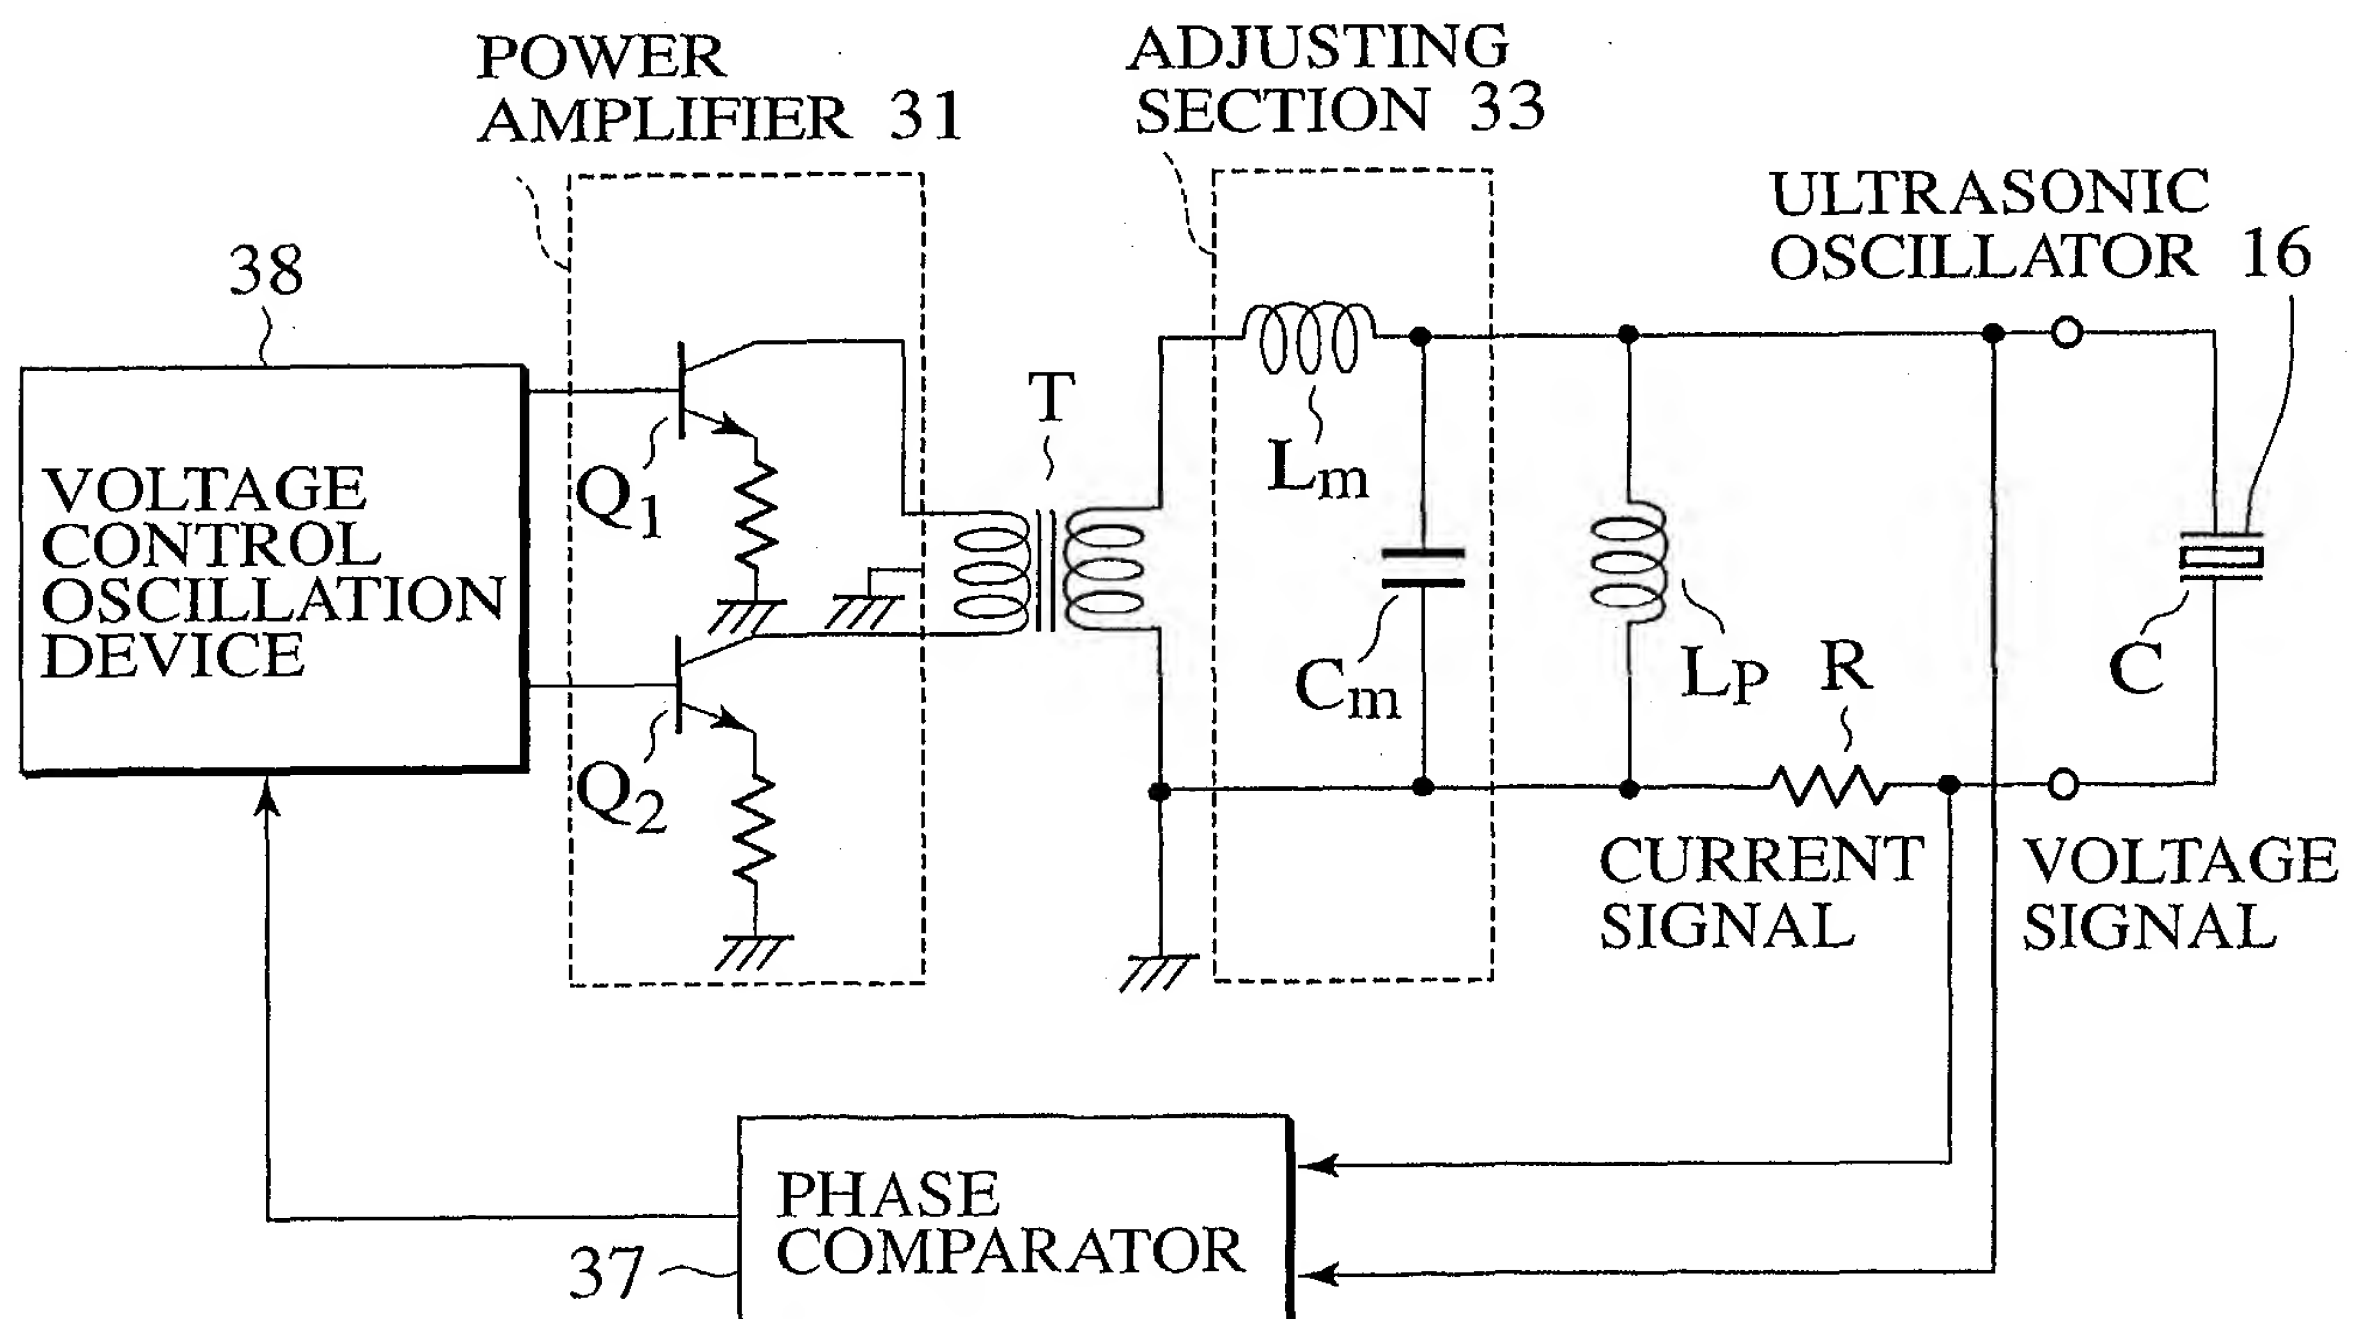 POWER
AMPLIFIER 31
ADJUSTING
SECTION 33
ULTRASONIC
OSCILLATOR 16
38
VOLTAGE
CONTROL
OSCILLATION
DEVICE
Q1
Q2
T
Lm
Cm
LP
R
C
CURRENT
SIGNAL
VOLTAGE
SIGNAL
PHASE
COMPARATOR
37